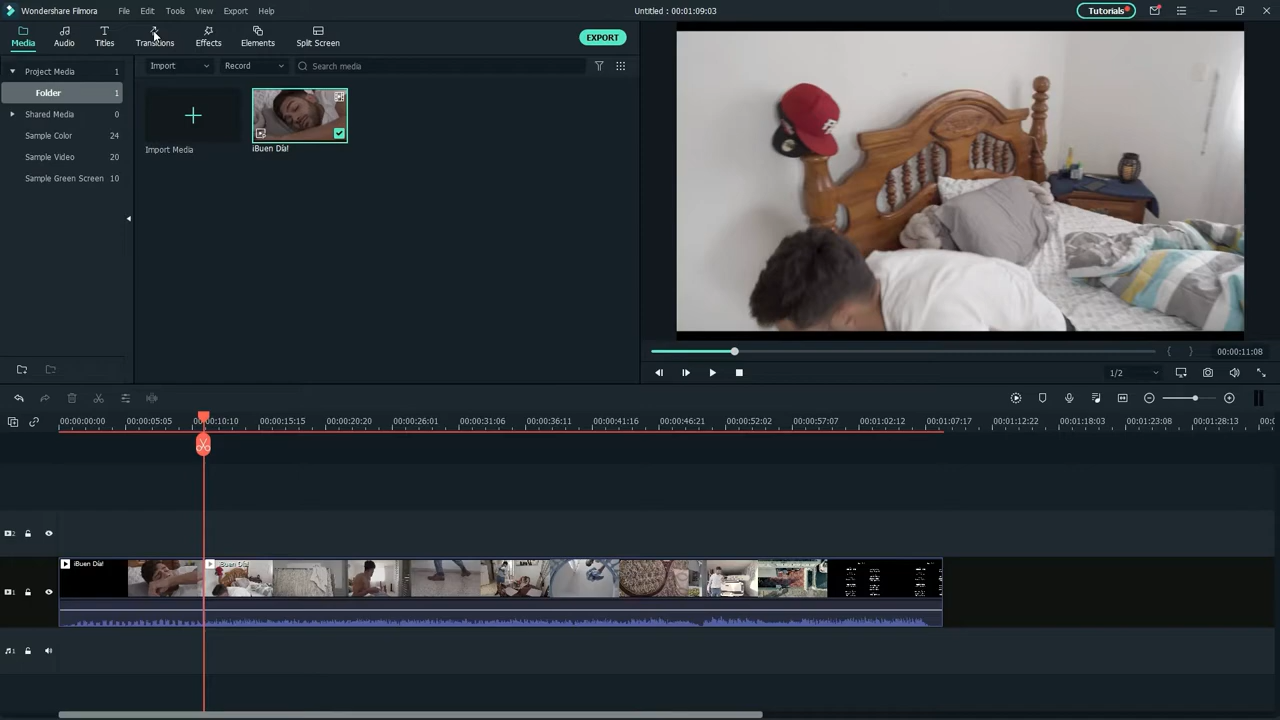 Wondershare Filmora
File
Edit
Tools
View
Export
Help
Untitled : 00:01:09:03
Tutorials
Media
Audio
Titles
Transitions
Effects
Elements
Split Screen
EXPORT
Project Media 1
Folder 1
Shared Media 0
Sample Color 24
Sample Video 20
Sample Green Screen 10
Import
Record
Search media
Import Media
¡Buen Día!
00:00:11:08
1/2
00:00:00:00
00:00:05:05
00:00:10:10
00:00:15:15
00:00:20:20
00:00:26:01
00:00:31:06
00:00:36:11
00:00:41:16
00:00:46:21
00:00:52:02
00:00:57:07
00:01:02:12
00:01:07:17
00:01:12:22
00:01:18:03
00:01:23:08
00:01:28:13
2
1
¡Buen Día!
¡Buen Día!
1